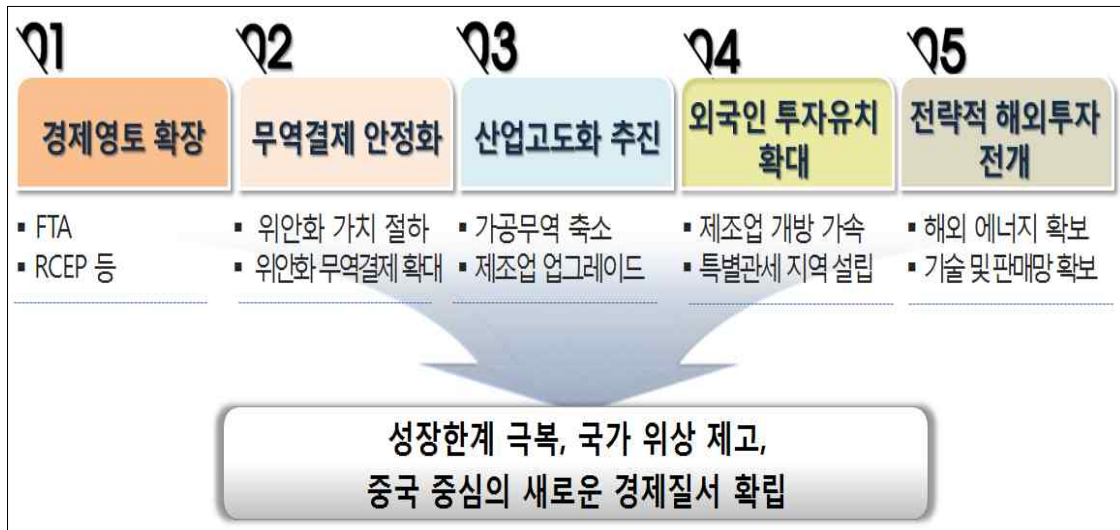 01
경제영토 확장
▪ FTA
▪ RCEP 등
02
무역결제 안정화
▪ 위안화 가치 절하
▪ 위안화 무역결제 확대
03
산업고도화 추진
▪ 가공무역 축소
▪ 제조업 업그레이드
04
외국인 투자유치
확대
▪ 제조업 개방 가속
▪ 특별관세 지역 설립
05
전략적 해외투자
전개
▪ 해외 에너지 확보
▪ 기술 및 판매망 확보
성장한계 극복, 국가 위상 제고,
중국 중심의 새로운 경제질서 확립